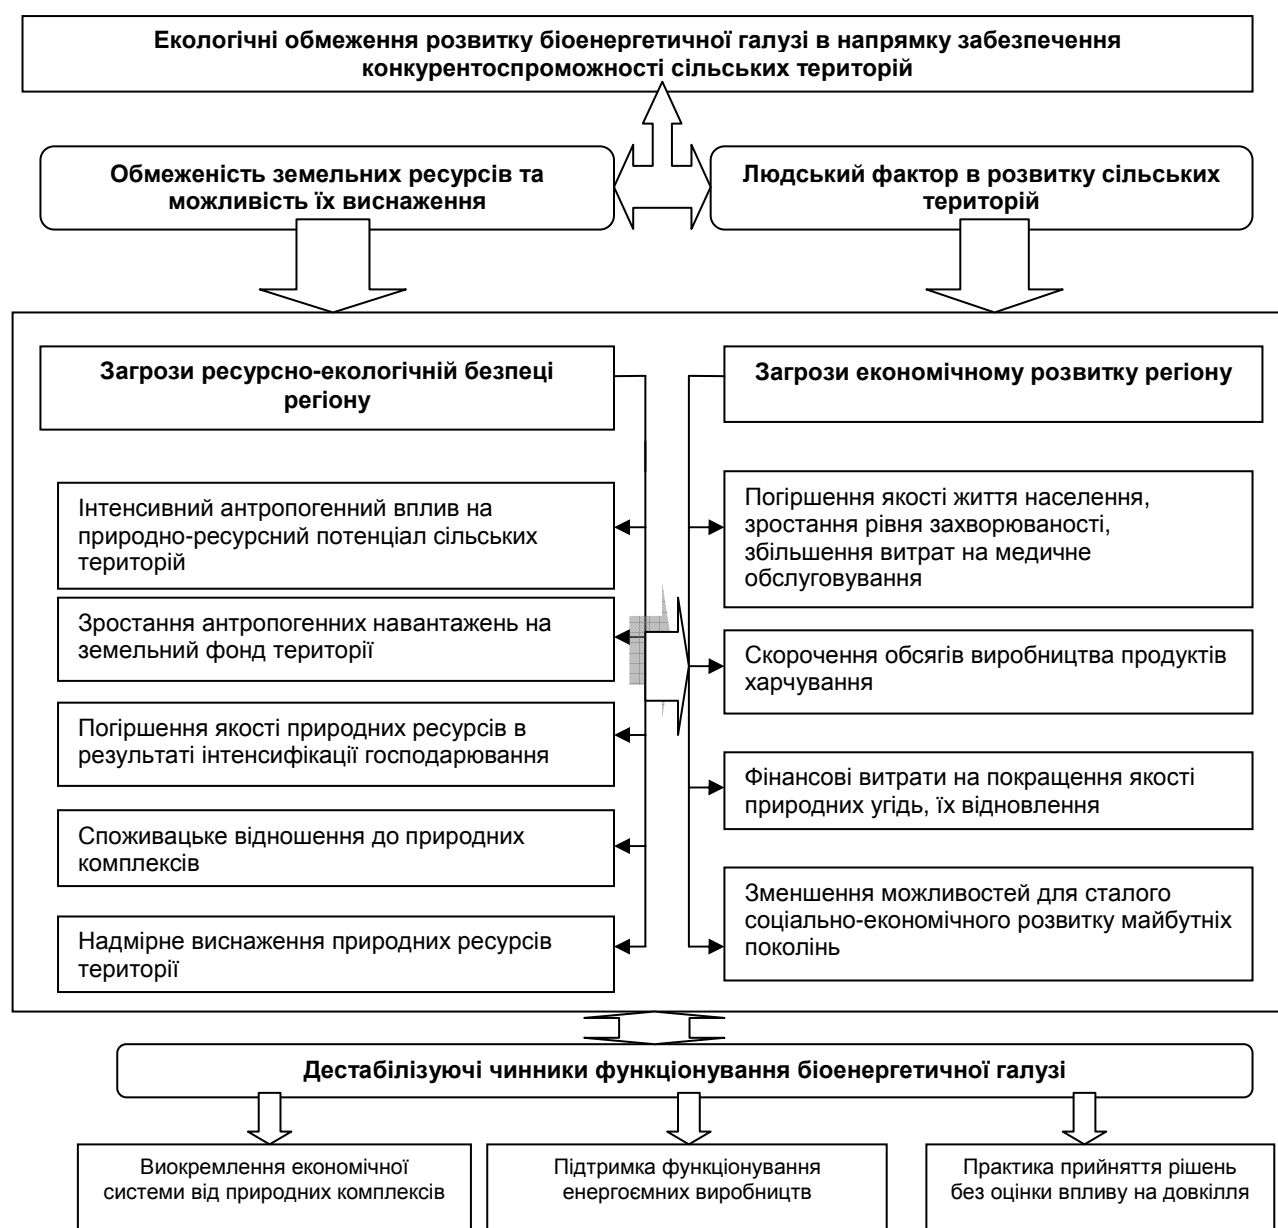 Екологічні обмеження розвитку біоенергетичної галузі в напрямку забезпечення
конкурентоспроможності сільських територій
Обмеженість земельних ресурсів та
можливість їх виснаження
Людський фактор в розвитку сільських
територій
Загрози ресурсно-екологічній безпеці
регіону
Загрози економічному розвитку регіону
Інтенсивний антропогенний вплив на
природно-ресурсний потенціал сільських
територій
Зростання антропогенних навантажень на
земельний фонд території
Погіршення якості природних ресурсів в
результаті інтенсифікації господарювання
Споживацьке відношення до природних
комплексів
Надмірне виснаження природних ресурсів
території
Погіршення якості життя населення,
зростання рівня захворюваності,
збільшення витрат на медичне
обслуговування
Скорочення обсягів виробництва продуктів
харчування
Фінансові витрати на покращення якості
природних угідь, їх відновлення
Зменшення можливостей для сталого
соціально-економічного розвитку майбутніх
поколінь
Дестабілізуючі чинники функціонування біоенергетичної галузі
Виокремлення економічної
системи від природних комплексів
Підтримка функціонування
енергоємних виробництв
Практика прийняття рішень
без оцінки впливу на довкілля